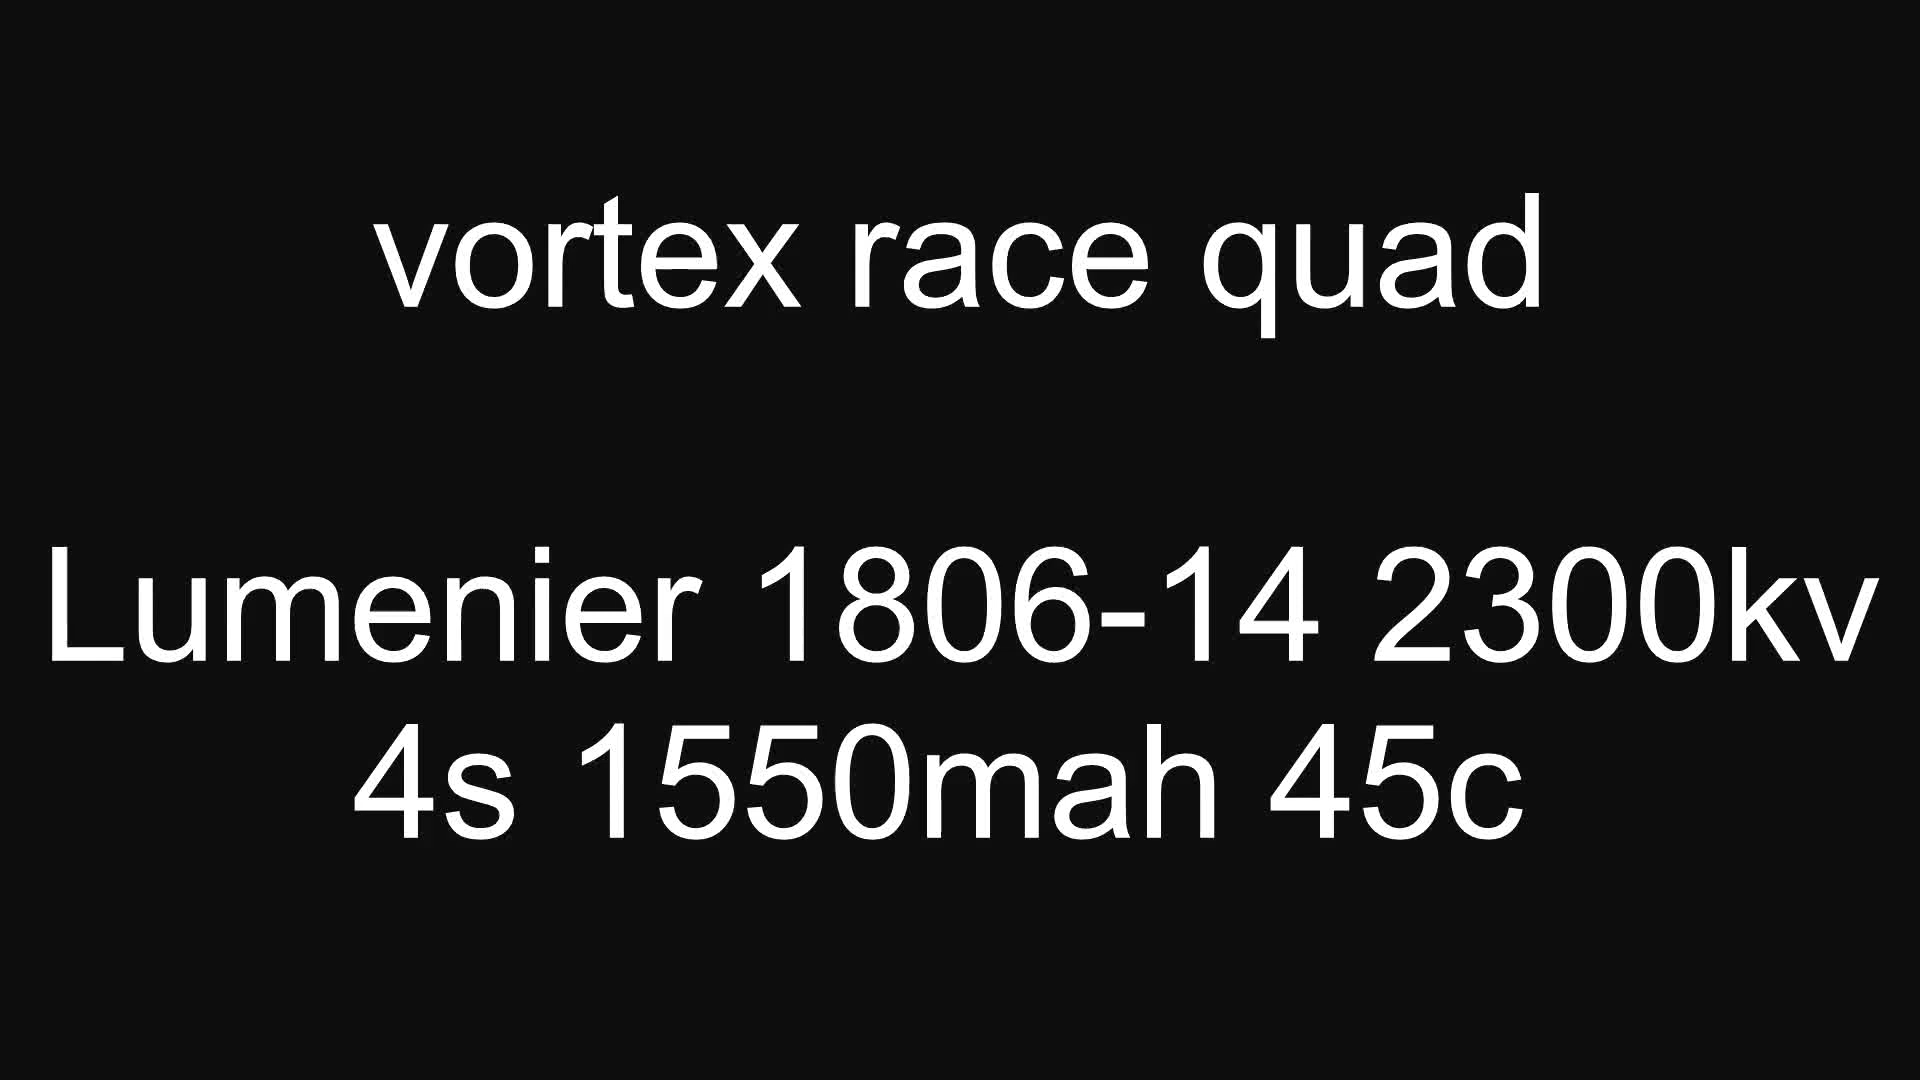 vortex race quad
Lumenier 1806-14 2300kv
4s 1550mah 45c